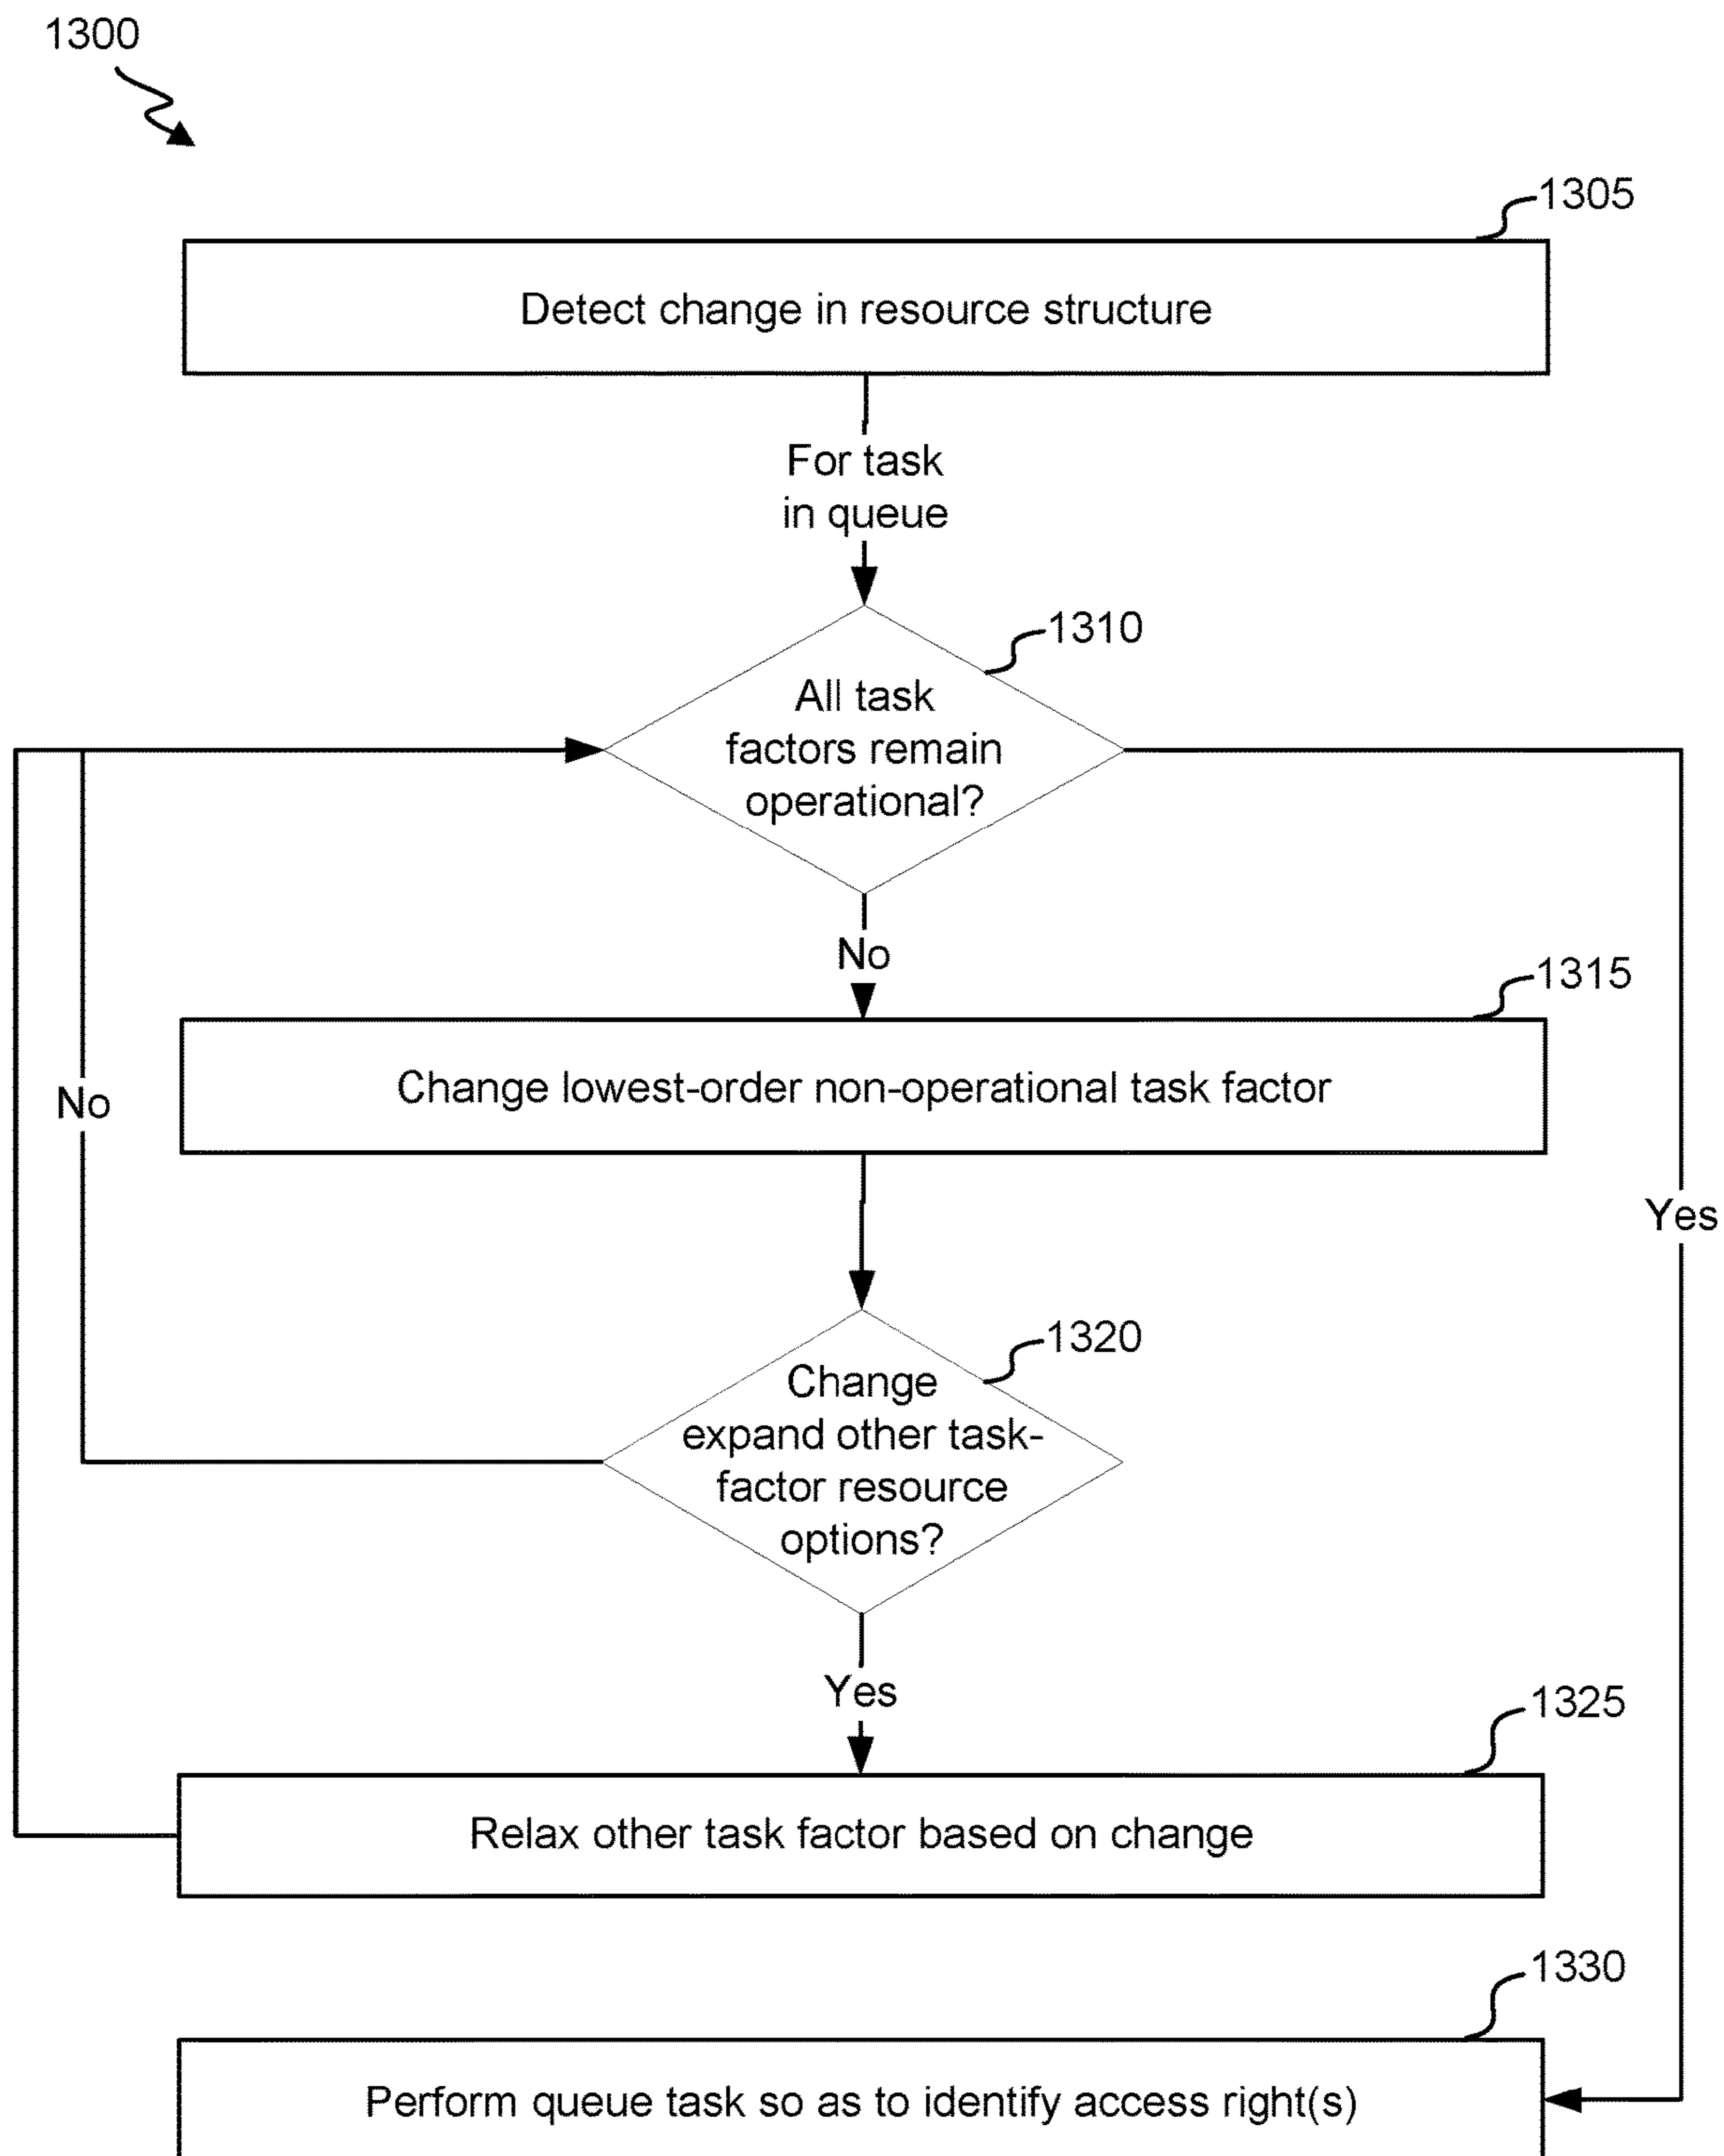 1300
1305
Detect change in resource structure
For task
in queue
1310
All task
factors remain
operational?
No
1315
Change lowest-order non-operational task factor
No
Yes
1320
Change
expand other task-
factor resource
options?
Yes
1325
Relax other task factor based on change
1330
Perform queue task so as to identify access right(s)